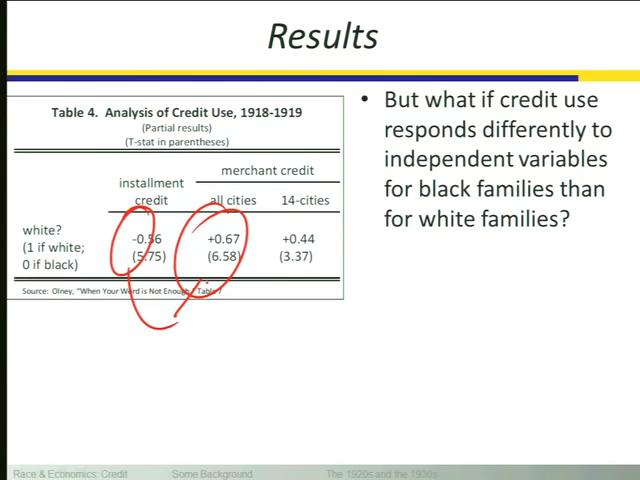 Results
Table 4. Analysis of Credit Use, 1918-1919
(Partial results)
(T-stat in parentheses)
merchant credit
installment
credit all cities 14-cities
white?
(1 if white; -0.56 +0.67 +0.44
0 if black) (5.75) (6.58) (3.37)
Source: Olney, "When Your Word is Not Enough," Table 7
• But what if credit use
responds differently to
independent variables
for black families than
for white families?
Race & Economics: Credit Some Background The 1920s and the 1930s